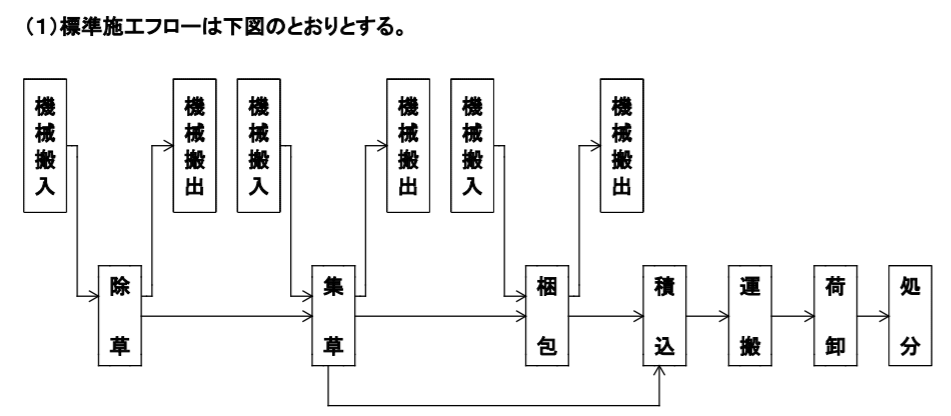 (1)標準施工フローは下図のとおりとする。
機械搬入
機械搬出
機械搬入
機械搬出
機械搬入
機械搬出
除草
集草
梱包
積込
運搬
荷卸
処分